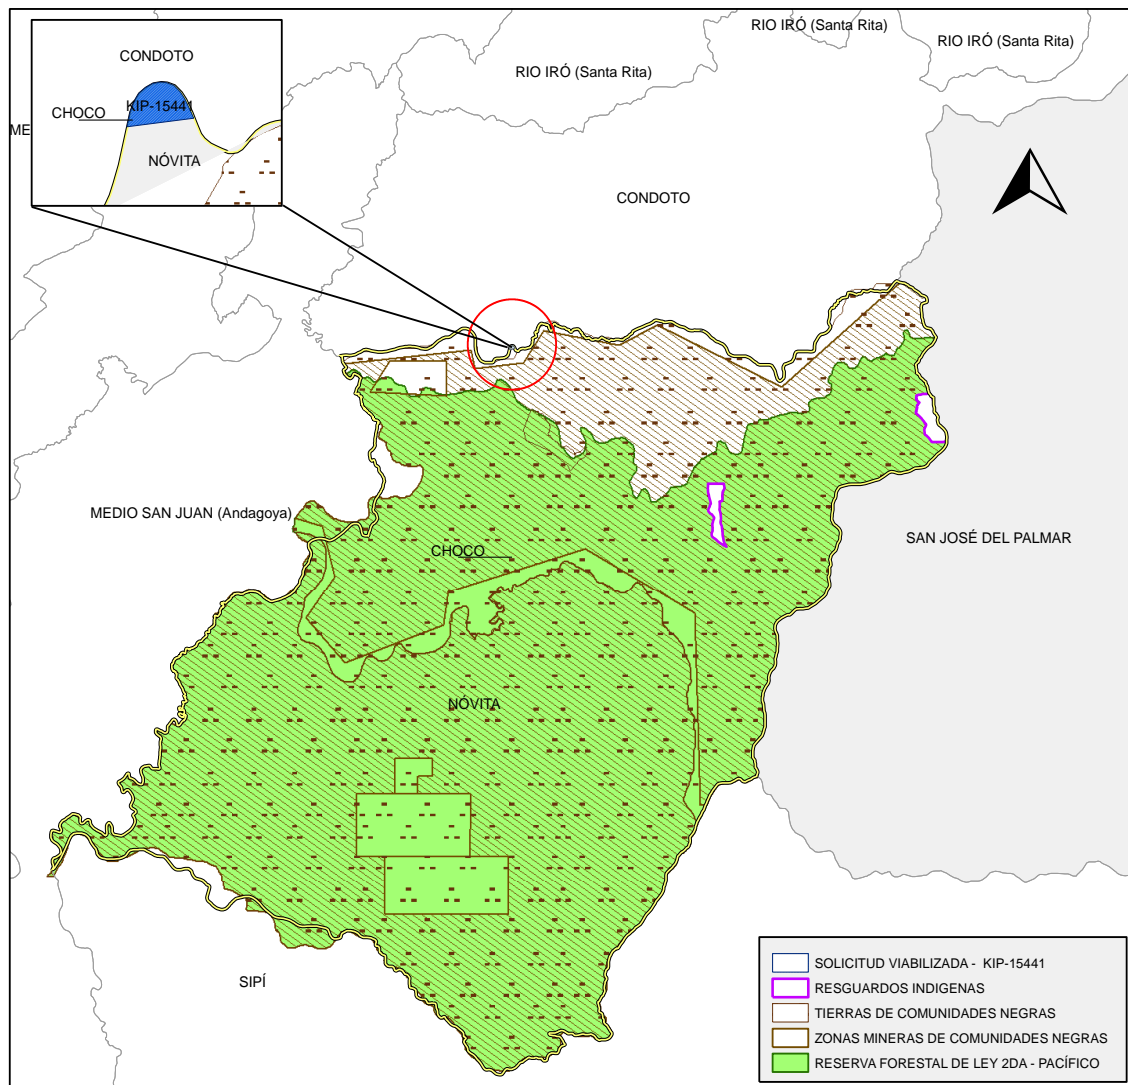 RIO IRÓ (Santa Rita)
RIO IRÓ (Santa Rita)
RIO IRÓ (Santa Rita)
CONDOTO
KIP-15441
CHOCO
ME
NÓVITA
CONDOTO
MEDIO SAN JUAN (Andagoya)
CHOCO
SAN JOSÉ DEL PALMAR
NÓVITA
SIPÍ
SOLICITUD VIABILIZADA - KIP-15441
RESGUARDOS INDIGENAS
TIERRAS DE COMUNIDADES NEGRAS
ZONAS MINERAS DE COMUNIDADES NEGRAS
RESERVA FORESTAL DE LEY 2DA - PACÍFICO